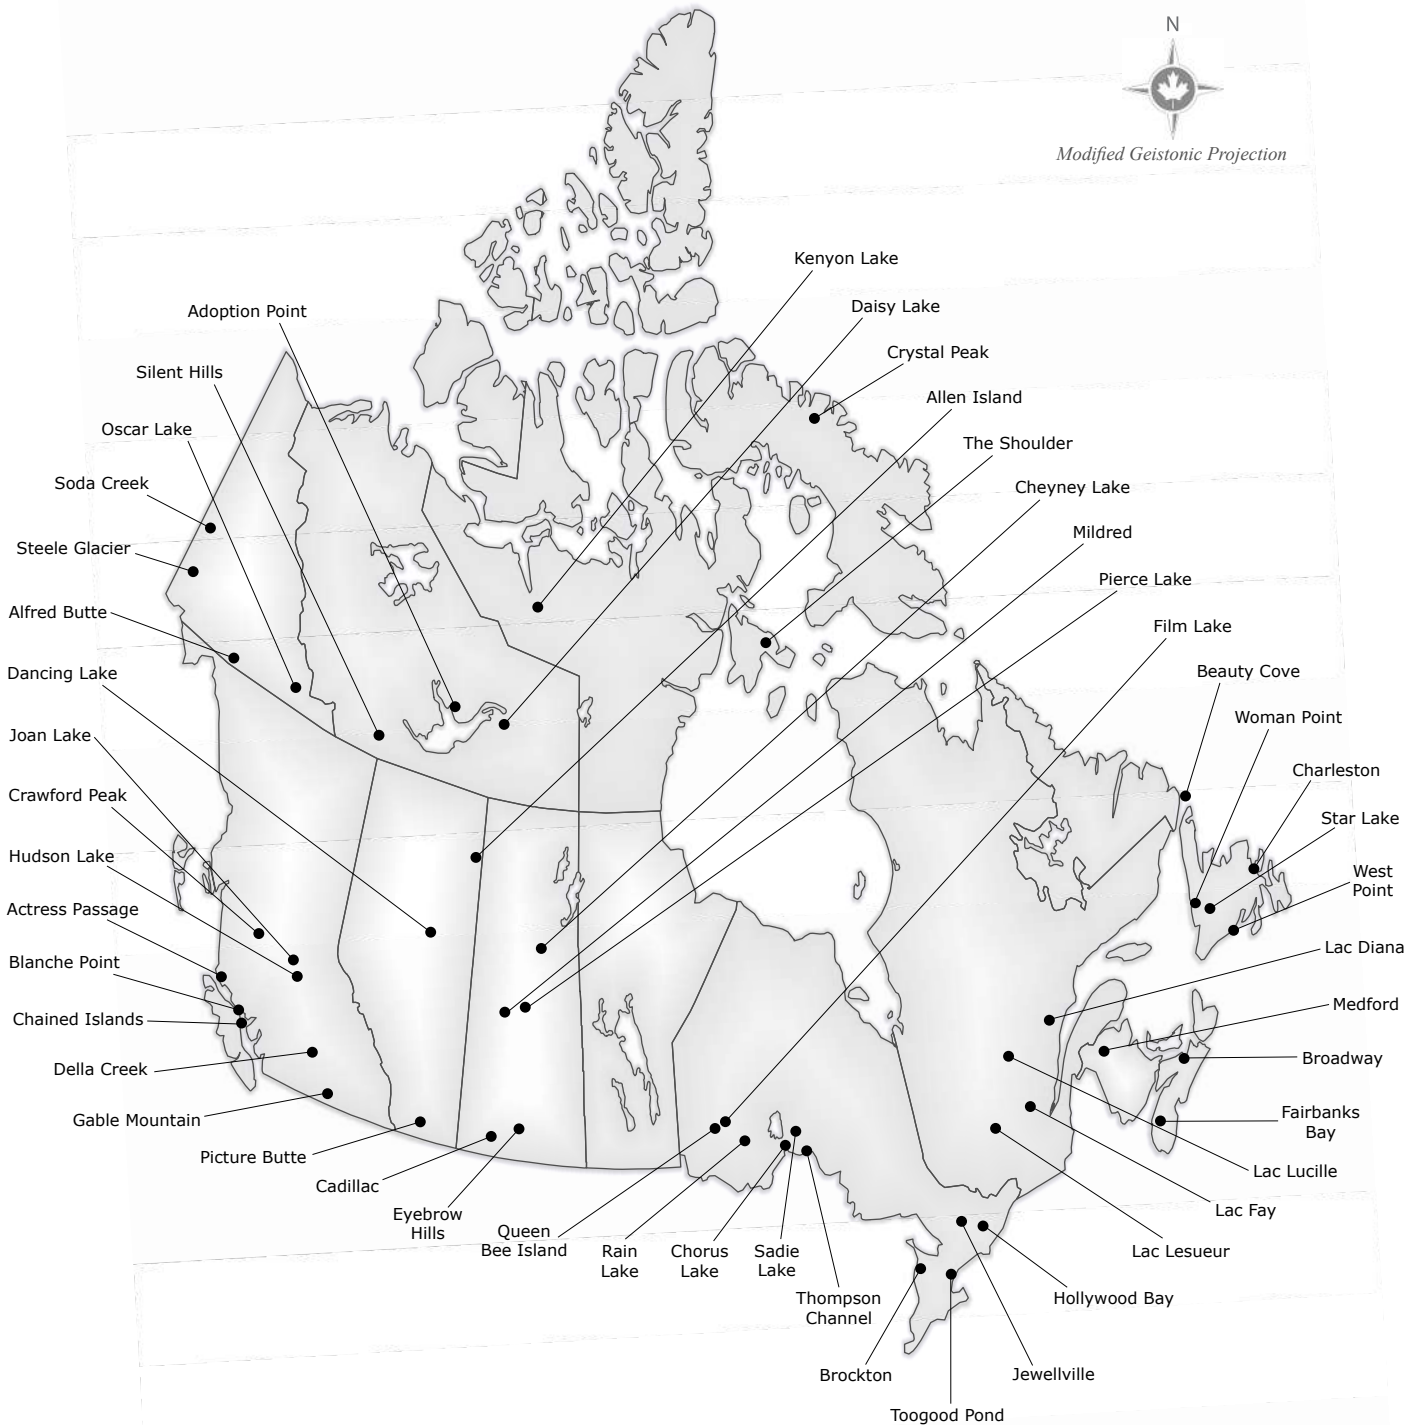 N
Modified Geistonic Projection
Kenyon Lake
Adoption Point
Daisy Lake
Crystal Peak
Silent Hills
Allen Island
Oscar Lake
The Shoulder
Soda Creek
Cheyney Lake
Mildred
Steele Glacier
Pierce Lake
Alfred Butte
Film Lake
Dancing Lake
Beauty Cove
Woman Point
Joan Lake
Charleston
Crawford Peak
Star Lake
Hudson Lake
West
Point
Actress Passage
Lac Diana
Blanche Point
Medford
Chained Islands
Broadway
Della Creek
Gable Mountain
Fairbanks
Bay
Picture Butte
Lac Lucille
Cadillac
Lac Fay
Eyebrow
Hills
Queen
Bee Island
Rain
Lake
Chorus
Lake
Sadie
Lake
Lac Lesueur
Thompson
Channel
Hollywood Bay
Brockton
Jewellville
Toogood Pond